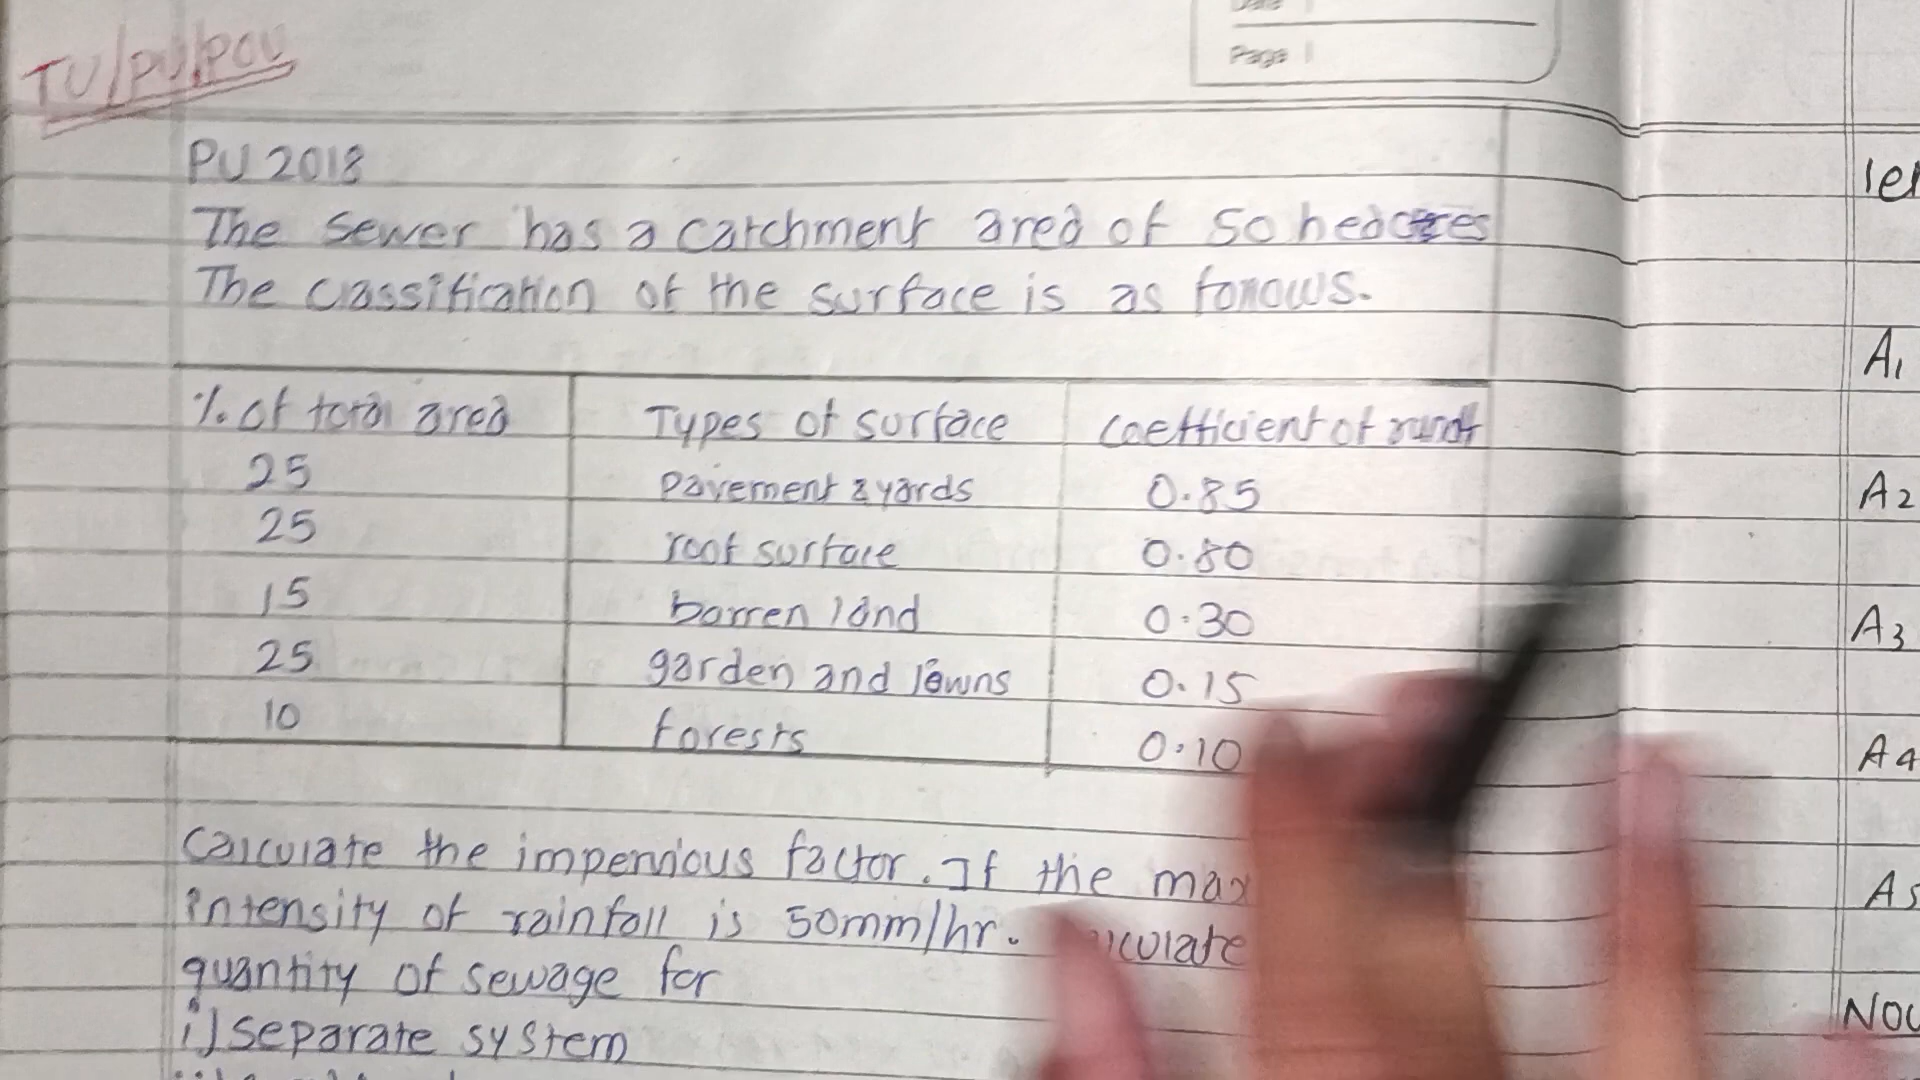 Date
Page
TU/PU/POU
PU 2018
The sewer has a catchment area of 50 hectares
The classification of the surface is as follows.
% of total area Types of surface coefficient of runoff
25 pavement & yards 0.85
25 roof surface 0.80
15 barren land 0.30
25 garden and lawns 0.15
10 forests 0.10
calculate the impervious factor. If the max
intensity of rainfall is 50mm/hr.
quantity of sewage for
i) separate system
A1
A2
A3
A4
A5